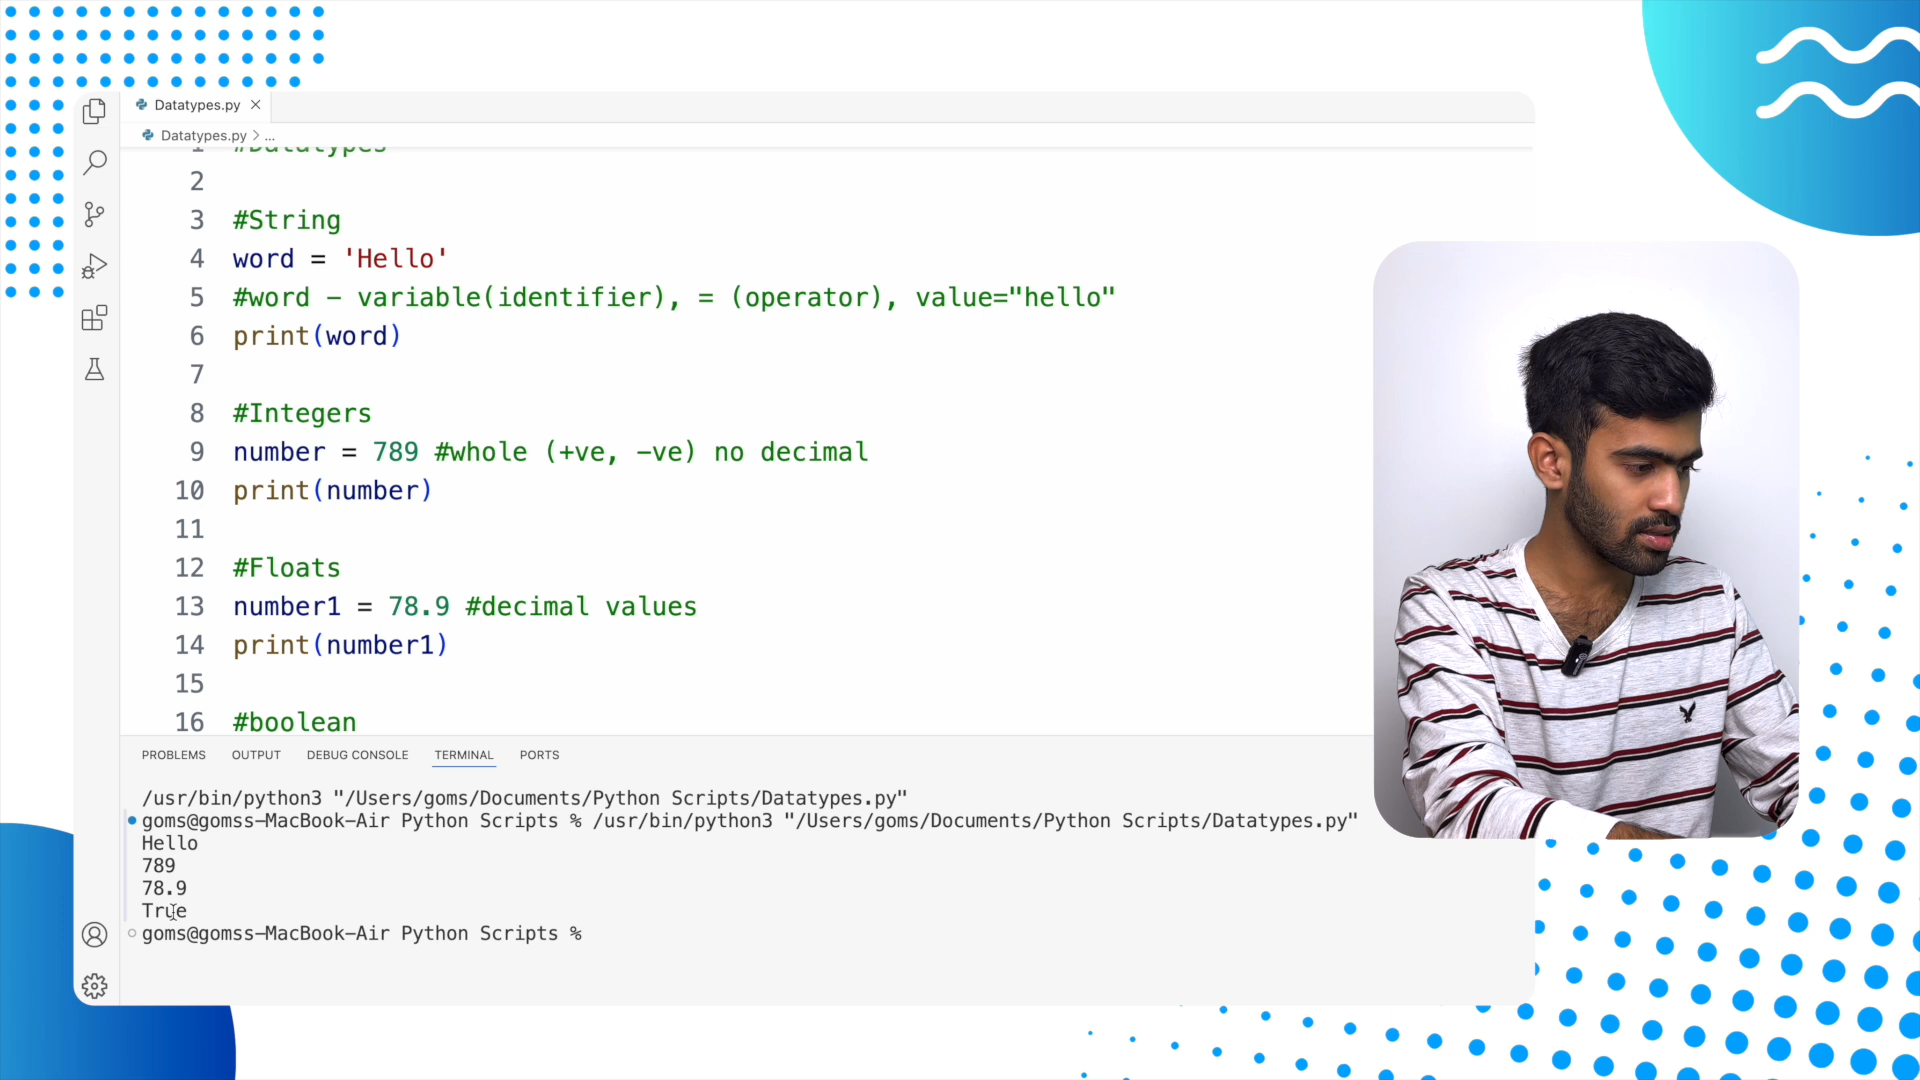 Datatypes.py
Datatypes.py > ...
1 #Datatypes
2
3 #String
4 word = 'Hello'
5 #word - variable(identifier), = (operator), value="hello"
6 print(word)
7
8 #Integers
9 number = 789 #whole (+ve, -ve) no decimal
10 print(number)
11
12 #Floats
13 number1 = 78.9 #decimal values
14 print(number1)
15
16 #boolean
PROBLEMS OUTPUT DEBUG CONSOLE TERMINAL PORTS
/usr/bin/python3 "/Users/goms/Documents/Python Scripts/Datatypes.py"
goms@gomss-MacBook-Air Python Scripts % /usr/bin/python3 "/Users/goms/Documents/Python Scripts/Datatypes.py"
Hello
789
78.9
True
goms@gomss-MacBook-Air Python Scripts %